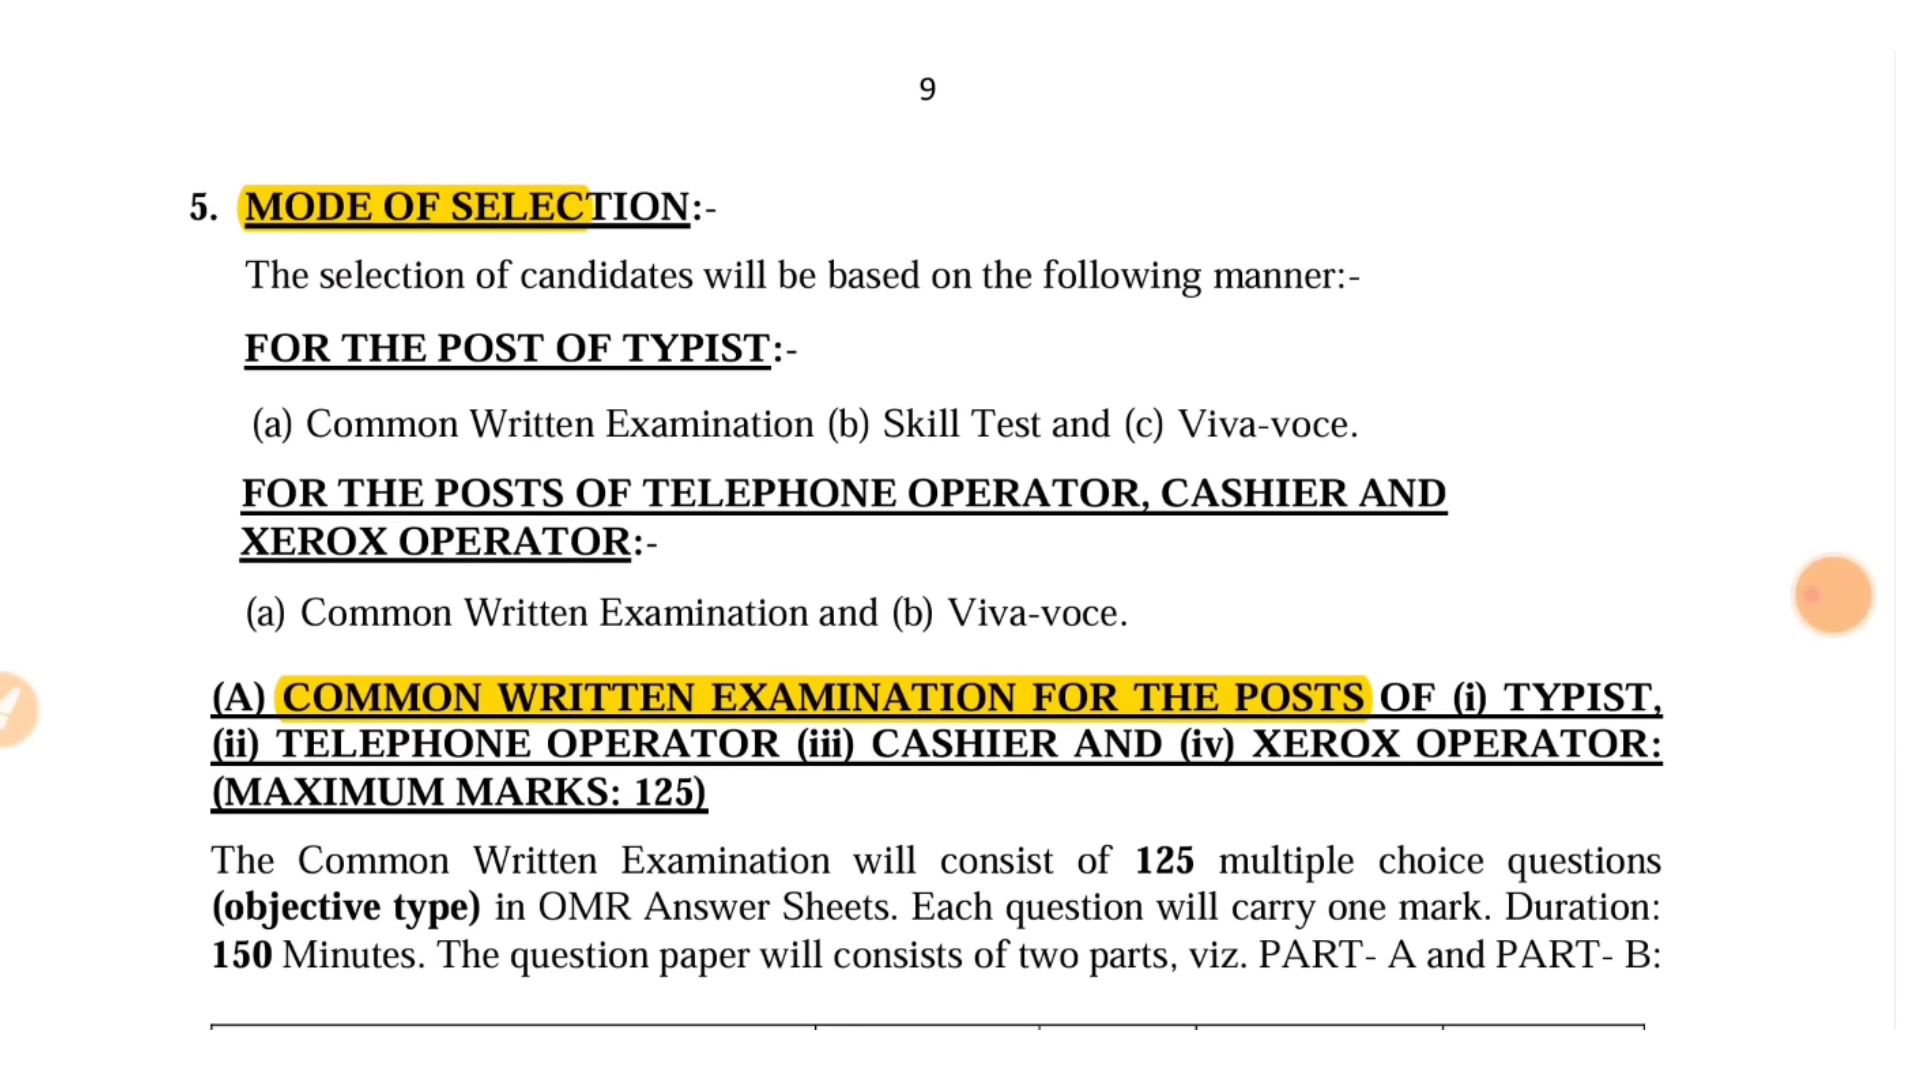 9
5. MODE OF SELECTION:-
The selection of candidates will be based on the following manner:-
FOR THE POST OF TYPIST:-
(a) Common Written Examination (b) Skill Test and (c) Viva-voce.
FOR THE POSTS OF TELEPHONE OPERATOR, CASHIER AND
XEROX OPERATOR:-
(a) Common Written Examination and (b) Viva-voce.
(A) COMMON WRITTEN EXAMINATION FOR THE POSTS OF (i) TYPIST,
(ii) TELEPHONE OPERATOR (iii) CASHIER AND (iv) XEROX OPERATOR:
(MAXIMUM MARKS: 125)
The Common Written Examination will consist of 125 multiple choice questions
(objective type) in OMR Answer Sheets. Each question will carry one mark. Duration:
150 Minutes. The question paper will consists of two parts, viz. PART- A and PART- B: